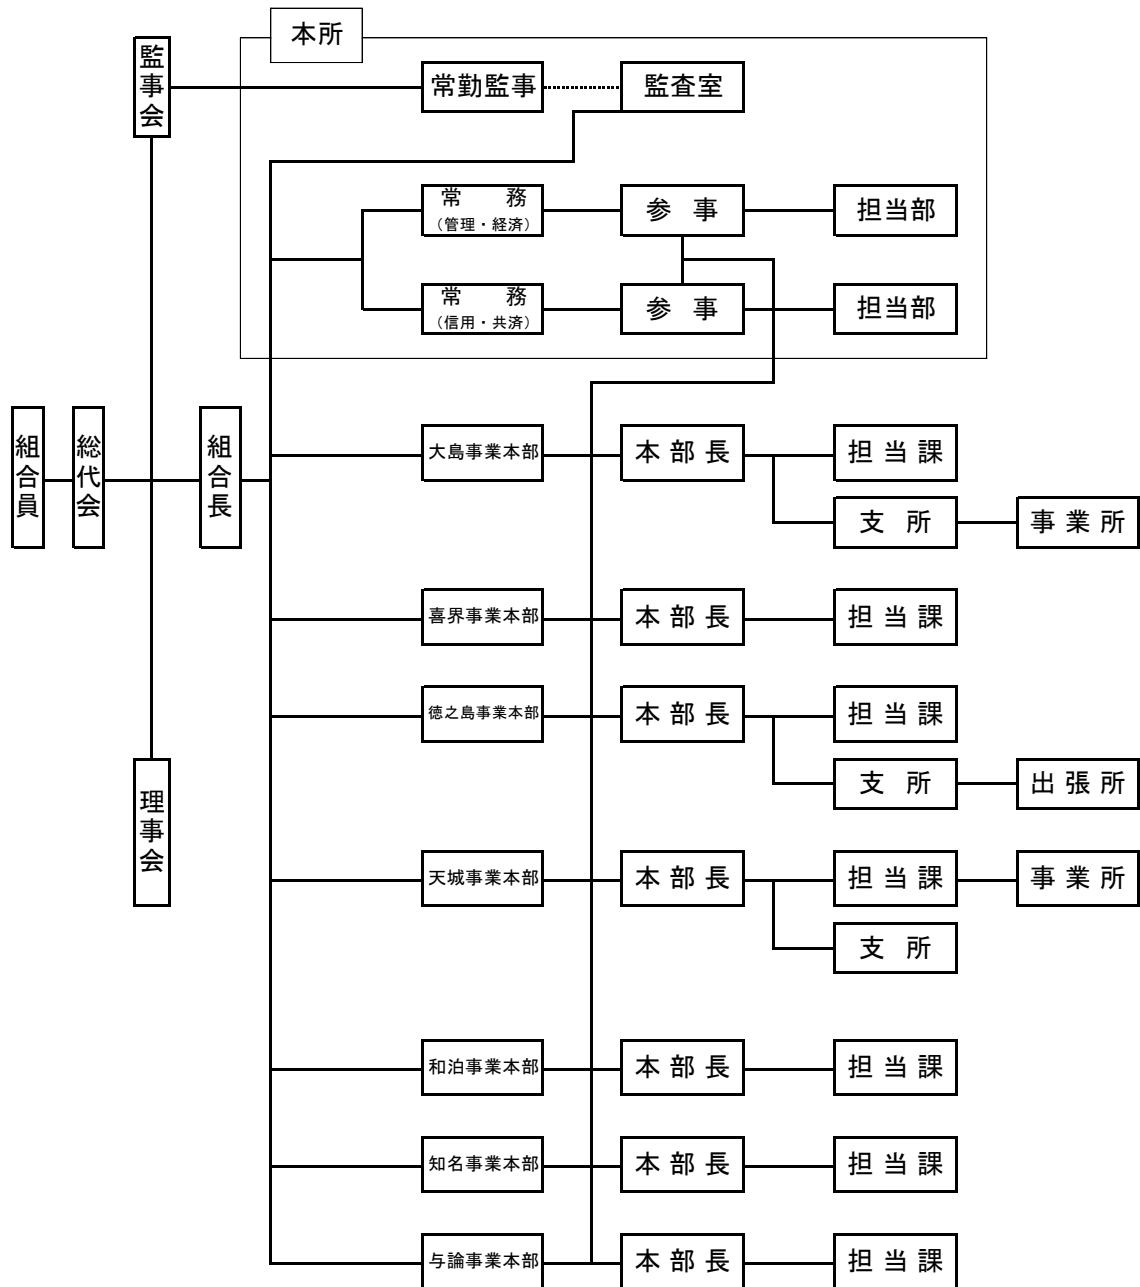 本所
監事会
常勤監事
監査室
常 務
(管理・経済)
参 事
担当部
常 務
(信用・共済)
参 事
担当部
組合員
総代会
組合長
大島事業本部
本 部 長
担 当 課
支 所
事 業 所
喜界事業本部
本 部 長
担 当 課
徳之島事業本部
本 部 長
担 当 課
支 所
出 張 所
理事会
天城事業本部
本 部 長
担 当 課
事 業 所
支 所
和泊事業本部
本 部 長
担 当 課
知名事業本部
本 部 長
担 当 課
与論事業本部
本 部 長
担 当 課